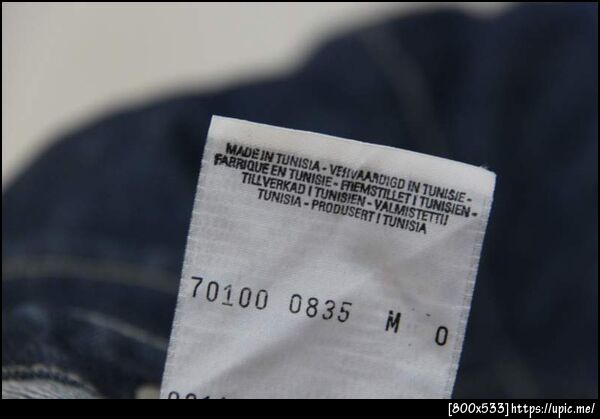 MADE IN TUNISIA - VERVAARDIGD IN TUNISIE -
FABRIQUE EN TUNISIE - FREMSTILLET I TUNISIEN -
TILLVERKAD I TUNISIEN - VALMISTETTU
TUNISIA - PRODUSERT I TUNISIA
70100 0835 M 0
[800x533]https://upic.me/